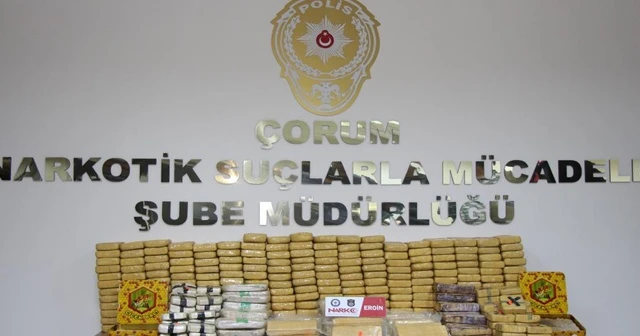 POLİS
ÇORUM
NARKOTİK SUÇLARLA MÜCADELE
ŞUBE MÜDÜRLÜĞÜ
NARKO
EROİN